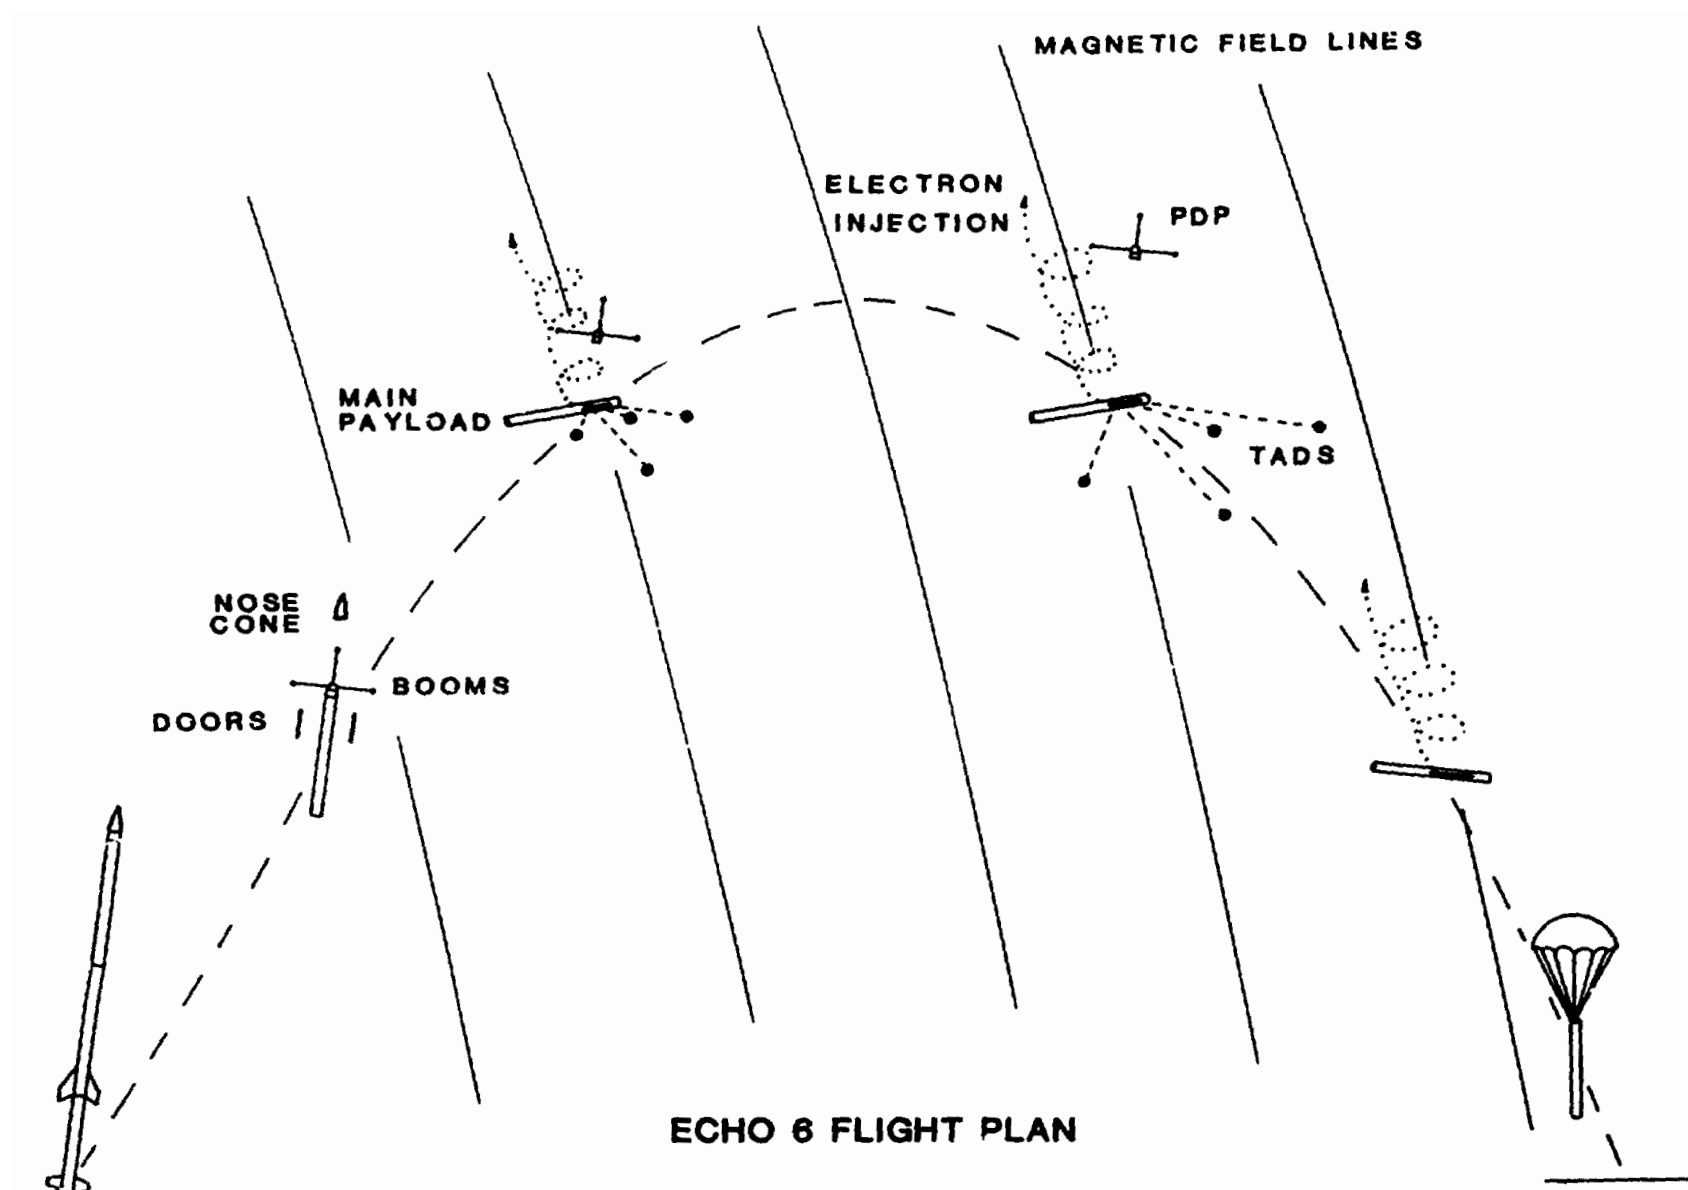 MAGNETIC FIELD LINES
ELECTRON
INJECTION
PDP
MAIN
PAYLOAD
TADS
NOSE
CONE
BOOMS
DOORS
ECHO 6 FLIGHT PLAN